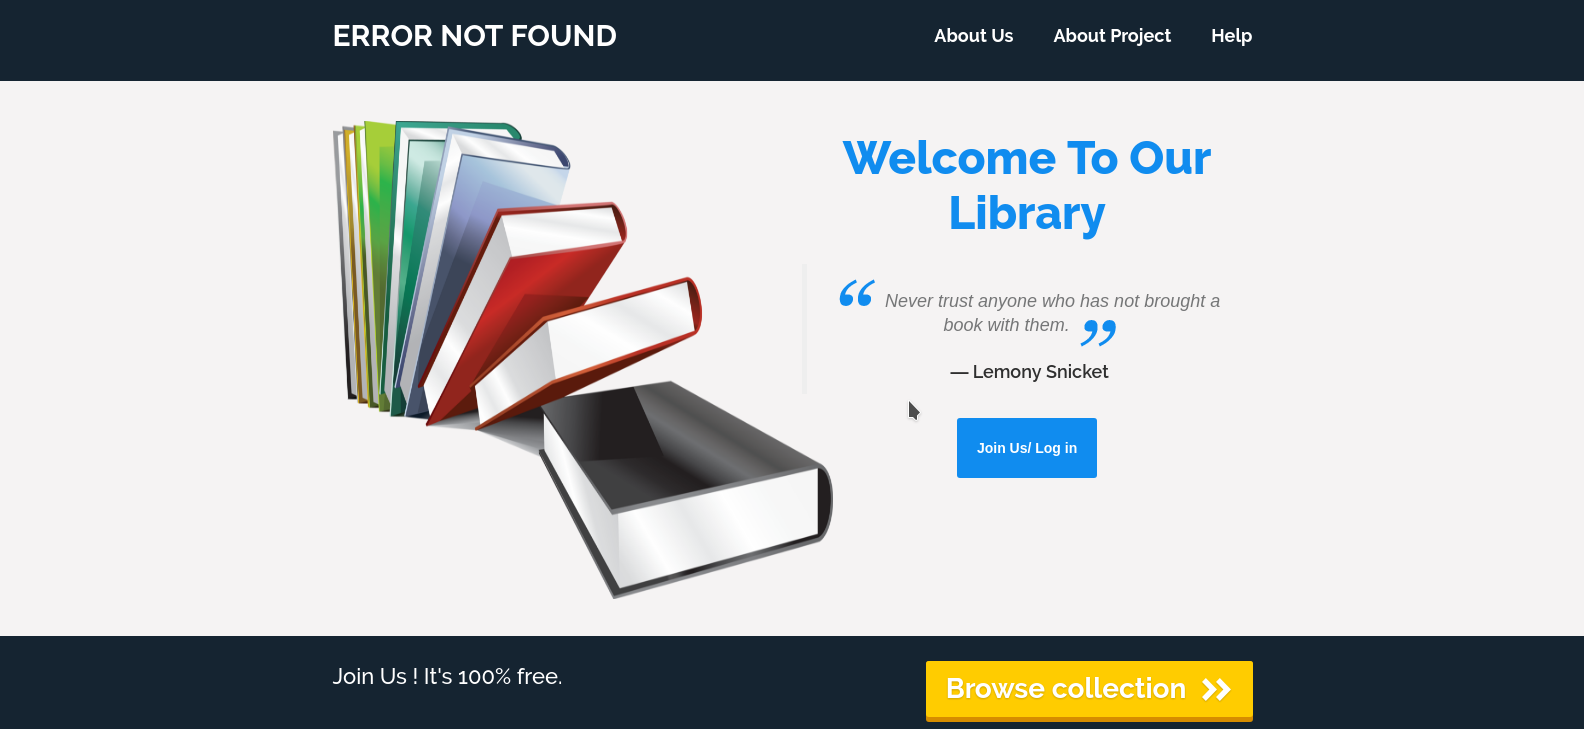 ERROR NOT FOUND
About Us
About Project
Help
Welcome To Our
Library
“ Never trust anyone who has not brought a
book with them. ”
— Lemony Snicket
Join Us/ Log in
Join Us ! It's 100% free.
Browse collection